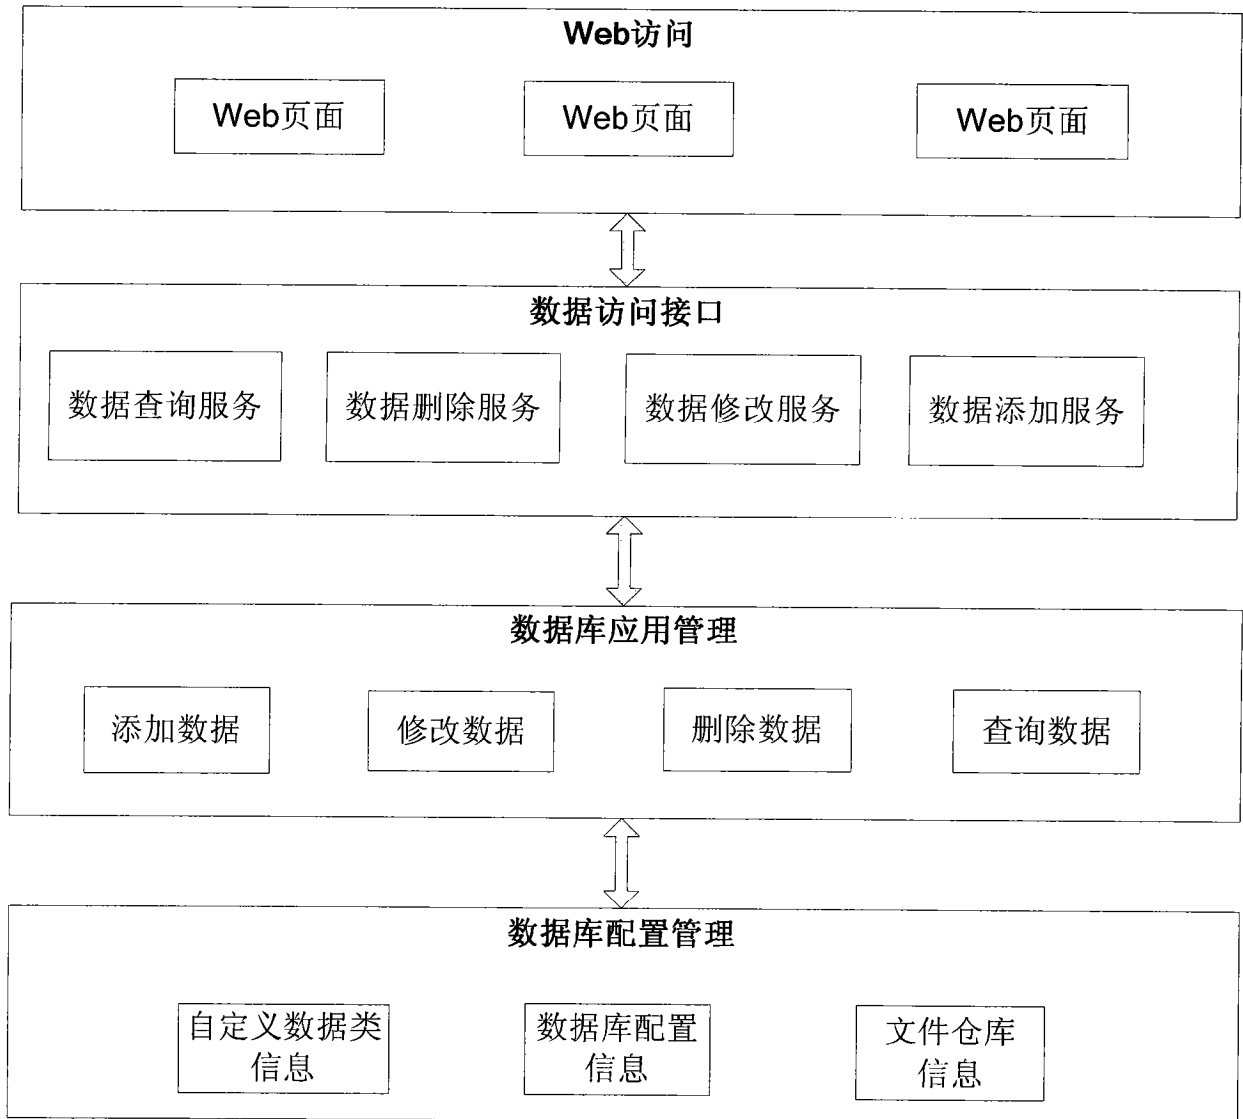 Web访问
Web页面
Web页面
Web页面
数据访问接口
数据查询服务
数据删除服务
数据修改服务
数据添加服务
数据库应用管理
添加数据
修改数据
删除数据
查询数据
数据库配置管理
自定义数据类
信息
数据库配置
信息
文件仓库
信息